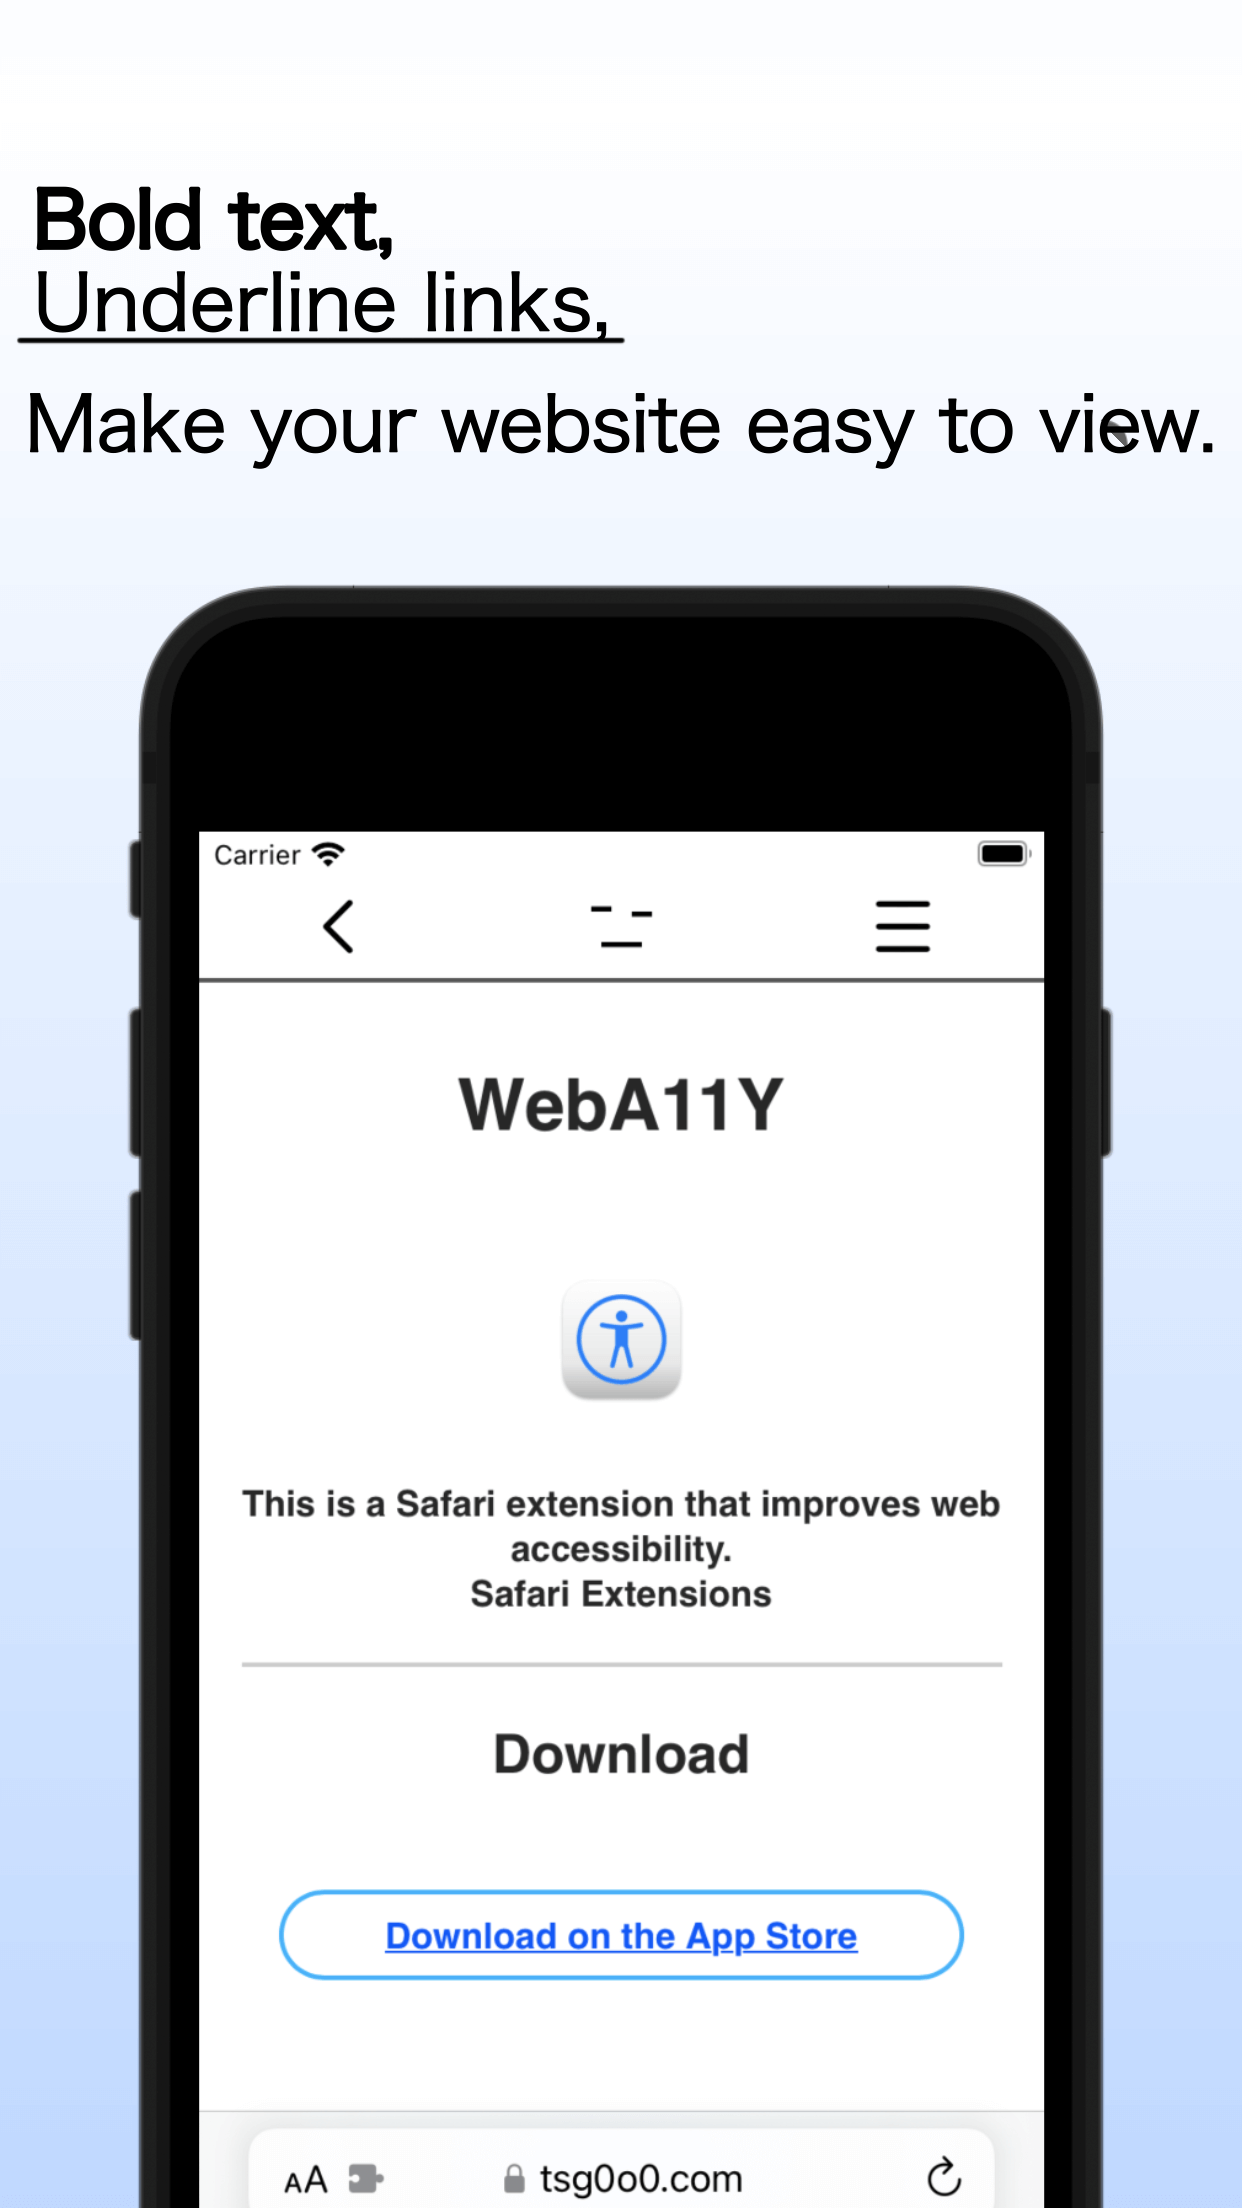 Bold text,
Underline links,
Make your website easy to view.
Carrier
WebA11Y
This is a Safari extension that improves web
accessibility.
Safari Extensions
Download
Download on the App Store
AA
tsg0o0.com